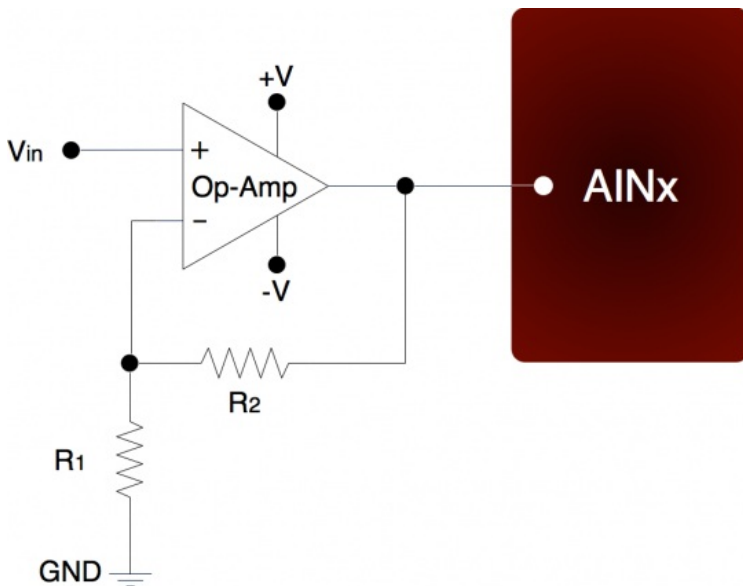 +V
Vin
+
Op-Amp
AINx
−
-V
R2
R1
GND